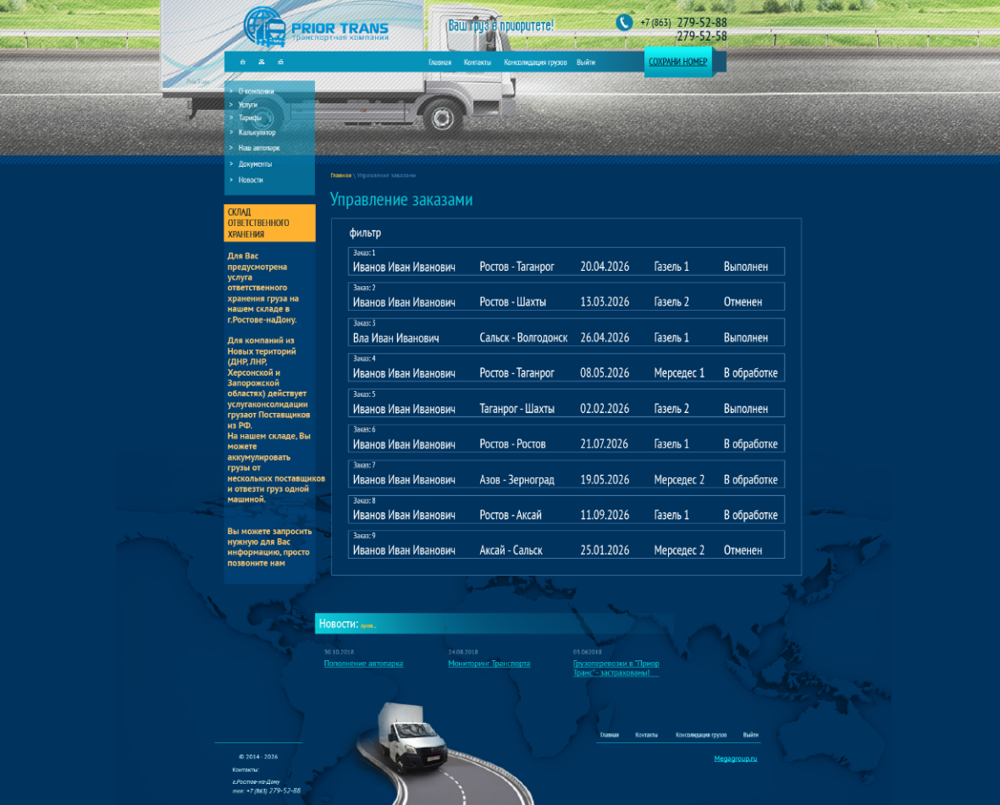 PRIOR TRANS
транспортная компания
Ваш груз в приоритете!
+7 (863) 279-52-88
279-52-58
Главная Контакты Консолидация грузов Выйти
СОХРАНИ НОМЕР
> О компании
> Услуги
> Тарифы
> Калькулятор
> Наш автопарк
> Документы
> Новости
СКЛАД
ОТВЕТСТВЕННОГО
ХРАНЕНИЯ
Для Вас
предусмотрена
услуга
ответственного
хранения груза на
нашем складе в
г.Ростове-наДону.
Для компаний из
Новых територий
(ДНР, ЛНР,
Херсонской и
Запорожской
областях) действует
услугаконсолидации
грузаот Поставщиков
из РФ.
На нашем складе, Вы
можете
аккумулировать
грузы от
нескольких поставщиков
и отвезти груз одной
машиной.
Вы можете запросить
нужную для Вас
информацию, просто
позвоните нам
Главная \ Управление заказами
Управление заказами
фильтр
Заказ: 1
Иванов Иван Иванович Ростов - Таганрог 20.04.2026 Газель 1 Выполнен
Заказ: 2
Иванов Иван Иванович Ростов - Шахты 13.03.2026 Газель 2 Отменен
Заказ: 3
Вла Иван Иванович Сальск - Волгодонск 26.04.2026 Газель 1 Выполнен
Заказ: 4
Иванов Иван Иванович Ростов - Таганрог 08.05.2026 Мерседес 1 В обработке
Заказ: 5
Иванов Иван Иванович Таганрог - Шахты 02.02.2026 Газель 2 Выполнен
Заказ: 6
Иванов Иван Иванович Ростов - Ростов 21.07.2026 Газель 1 В обработке
Заказ: 7
Иванов Иван Иванович Азов - Зерноград 19.05.2026 Мерседес 2 В обработке
Заказ: 8
Иванов Иван Иванович Ростов - Аксай 11.09.2026 Газель 1 В обработке
Заказ: 9
Иванов Иван Иванович Аксай - Сальск 25.01.2026 Мерседес 2 Отменен
Новости:
30.10.2018 24.08.2018 03.062018
Пополнение автопарка Мониторинг Транспорта Грузоперевозки в "Приор
Транс" - застрахованы!
Главная Контакты Консолидация грузов Выйти
© 2014 - 2026
Megagroup.ru
Контакты:
г.Ростов-на-Дону
тел: +7 (863) 279-52-88